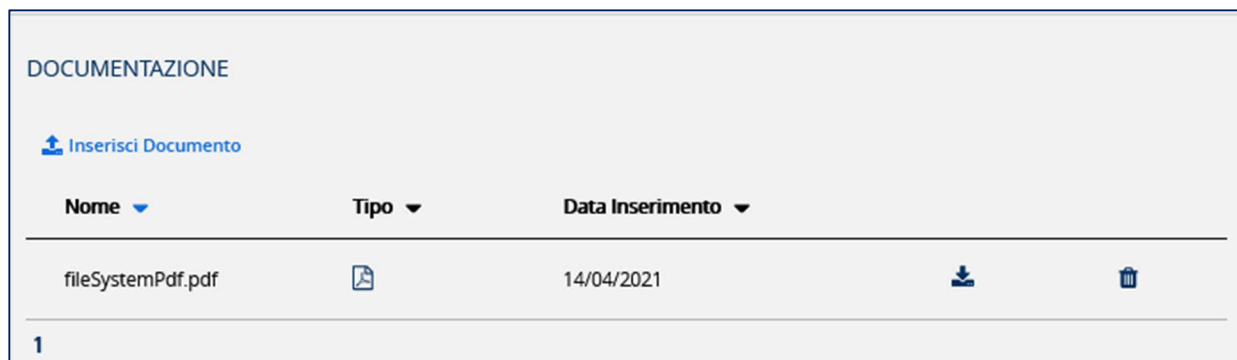 DOCUMENTAZIONE
Inserisci Documento
Nome Tipo Data Inserimento
fileSystemPdf.pdf 14/04/2021
1